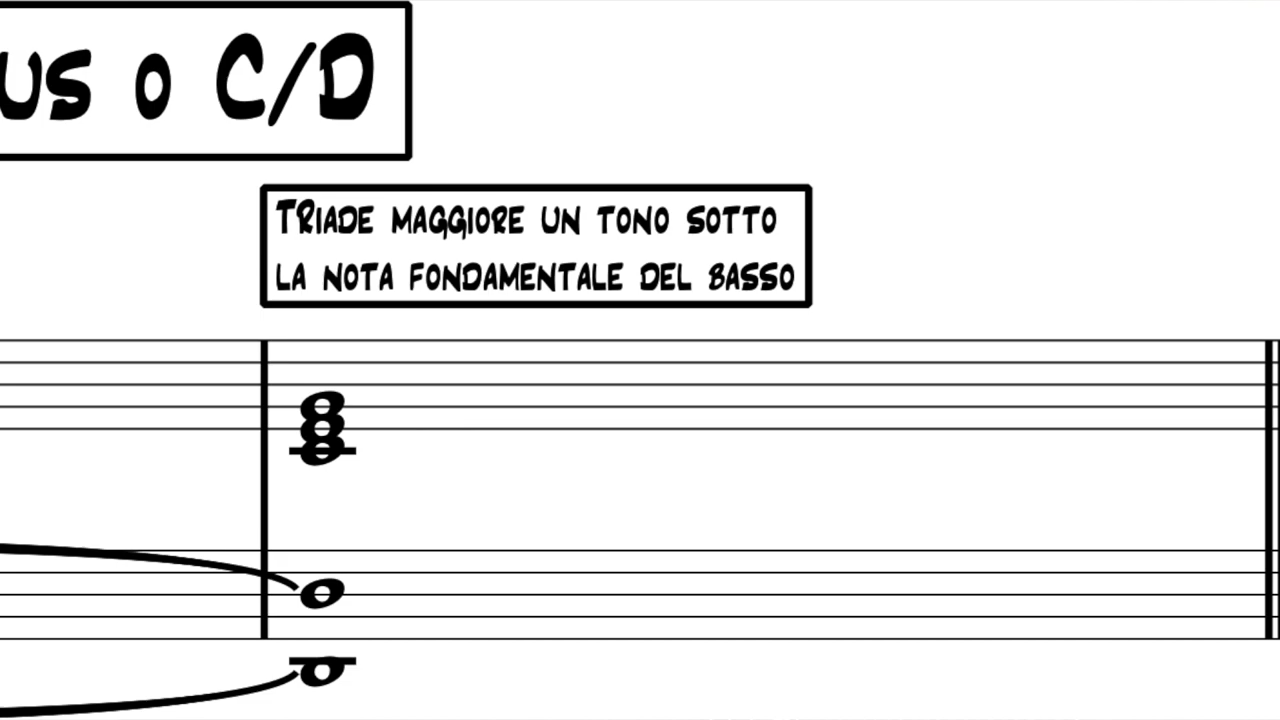 us o C/D
TRIADE MAGGIORE UN TONO SOTTO
LA NOTA FONDAMENTALE DEL BASSO